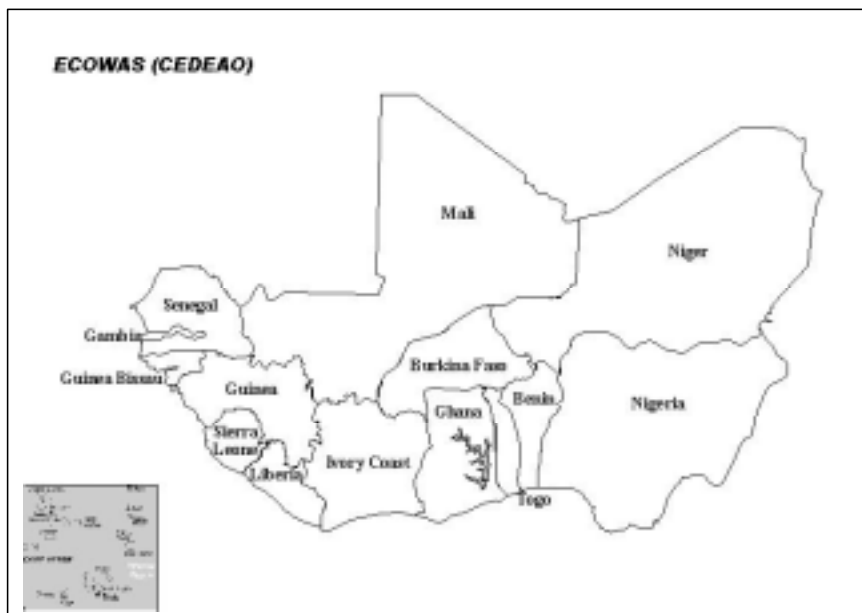 ECOWAS (CEDEAO)
Mali
Niger
Senegal
Gambia
Guinea Bissau
Guinea
Burkina Faso
Benin
Nigeria
Ghana
Sierra
Leone
Liberia
Ivory Coast
Togo